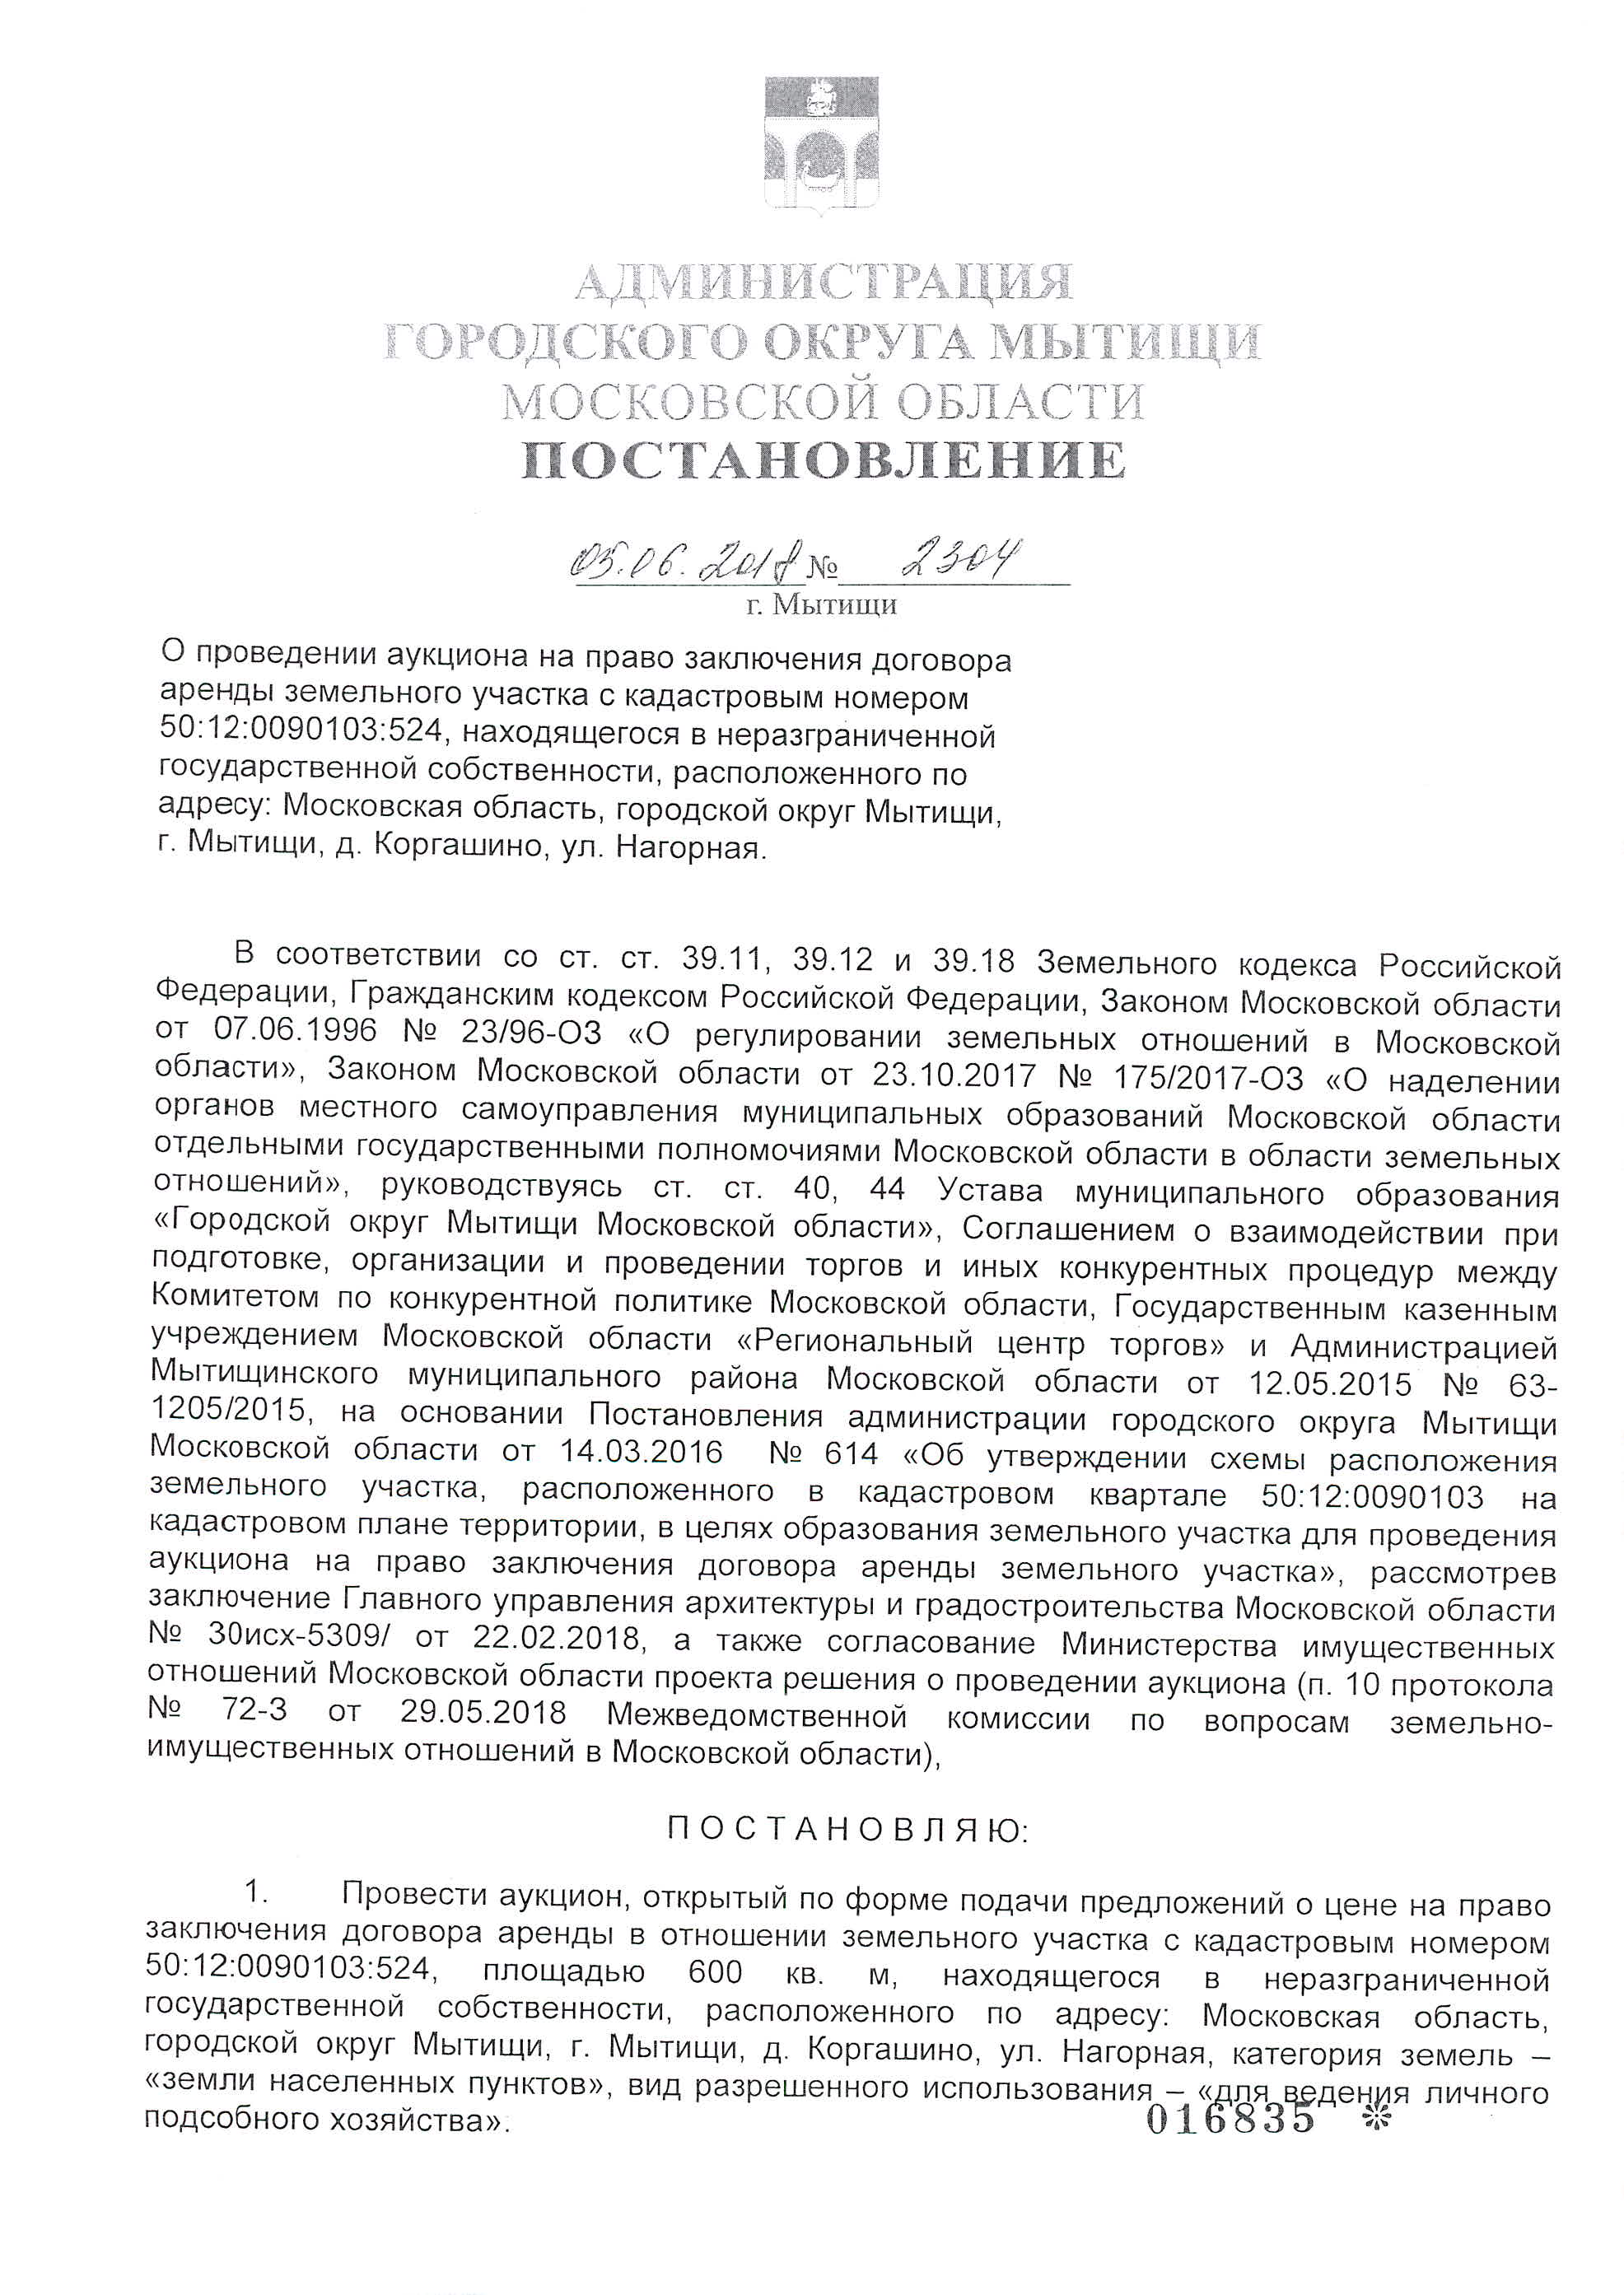 АДМИНИСТРАЦИЯ
ГОРОДСКОГО ОКРУГА МЫТИЩИ
МОСКОВСКОЙ ОБЛАСТИ
ПОСТАНОВЛЕНИЕ
05.06.2018 № 2304
г. Мытищи
О проведении аукциона на право заключения договора
аренды земельного участка с кадастровым номером
50:12:0090103:524, находящегося в неразграниченной
государственной собственности, расположенного по
адресу: Московская область, городской округ Мытищи,
г. Мытищи, д. Коргашино, ул. Нагорная.
В соответствии со ст. ст. 39.11, 39.12 и 39.18 Земельного кодекса Российской
Федерации, Гражданским кодексом Российской Федерации, Законом Московской области
от 07.06.1996 № 23/96-ОЗ «О регулировании земельных отношений в Московской
области», Законом Московской области от 23.10.2017 № 175/2017-ОЗ «О наделении
органов местного самоуправления муниципальных образований Московской области
отдельными государственными полномочиями Московской области в области земельных
отношений», руководствуясь ст. ст. 40, 44 Устава муниципального образования
«Городской округ Мытищи Московской области», Соглашением о взаимодействии при
подготовке, организации и проведении торгов и иных конкурентных процедур между
Комитетом по конкурентной политике Московской области, Государственным казенным
учреждением Московской области «Региональный центр торгов» и Администрацией
Мытищинского муниципального района Московской области от 12.05.2015 № 63-
1205/2015, на основании Постановления администрации городского округа Мытищи
Московской области от 14.03.2016 № 614 «Об утверждении схемы расположения
земельного участка, расположенного в кадастровом квартале 50:12:0090103 на
кадастровом плане территории, в целях образования земельного участка для проведения
аукциона на право заключения договора аренды земельного участка», рассмотрев
заключение Главного управления архитектуры и градостроительства Московской области
№ 30исх-5309/ от 22.02.2018, а также согласование Министерства имущественных
отношений Московской области проекта решения о проведении аукциона (п. 10 протокола
№ 72-З от 29.05.2018 Межведомственной комиссии по вопросам земельно-
имущественных отношений в Московской области),
П О С Т А Н О В Л Я Ю:
1. Провести аукцион, открытый по форме подачи предложений о цене на право
заключения договора аренды в отношении земельного участка с кадастровым номером
50:12:0090103:524, площадью 600 кв. м, находящегося в неразграниченной
государственной собственности, расположенного по адресу: Московская область,
городской округ Мытищи, г. Мытищи, д. Коргашино, ул. Нагорная, категория земель –
«земли населенных пунктов», вид разрешенного использования – «для ведения личного
подсобного хозяйства».
016835 ❊